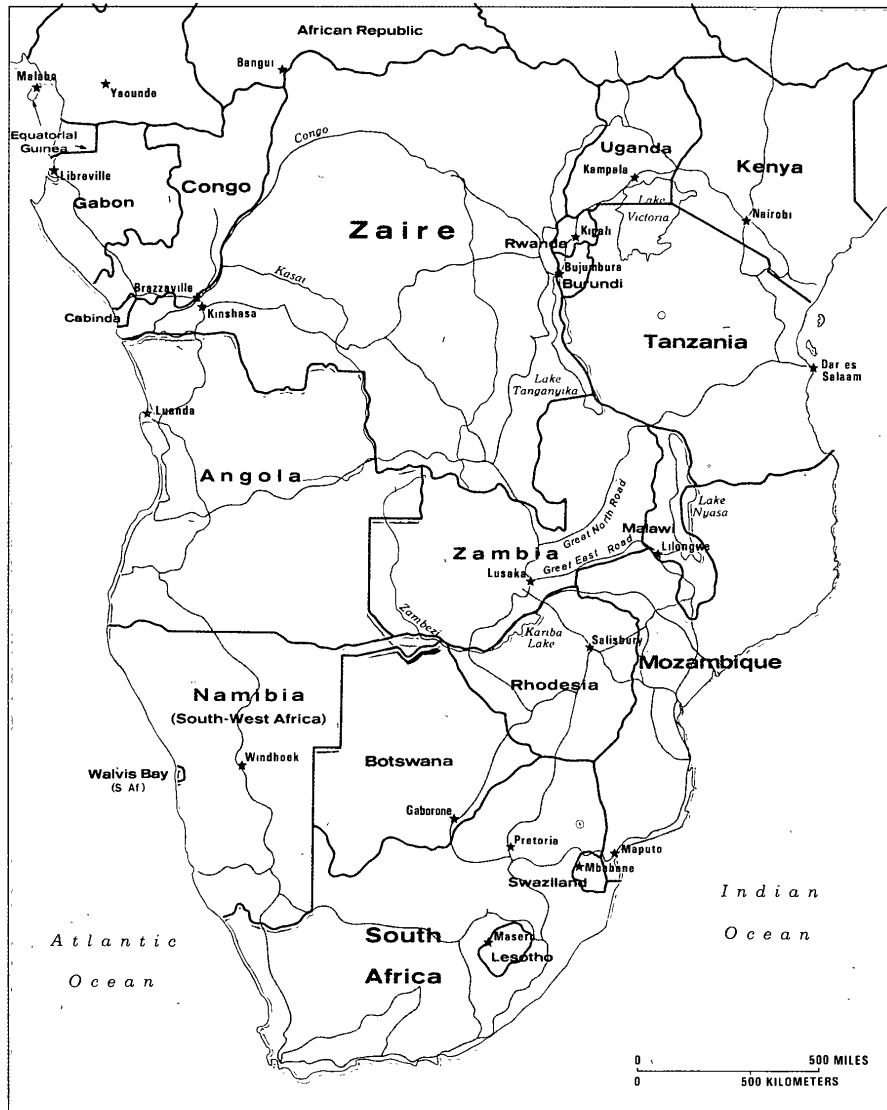 African Republic
Bangui
Malabo
Yaounde
Equatorial
Guinea
Libreville
Gabon
Congo
Congo
Zaire
Uganda
Kampala
Kenya
Lake
Victoria
Nairobi
Rwanda
Kigali
Bujumbura
Burundi
Kasai
Brazzaville
Cabinda
Kinshasa
Tanzania
Dar es
Salaam
Lake
Tanganyika
Luanda
Angola
Great North Road
Lake
Nyasa
Malawi
Zambia
Great East Road
Lilongwe
Lusaka
Zambezi
Kariba
Lake
Salisbury
Mozambique
Rhodesia
Namibia
(South-West Africa)
Windhoek
Walvis Bay
(S Af)
Botswana
Gaborone
Pretoria
Maputo
Mbabane
Swaziland
Indian
Ocean
Atlantic
Ocean
South
Africa
Maseru
Lesotho
0 500 MILES
0 500 KILOMETERS